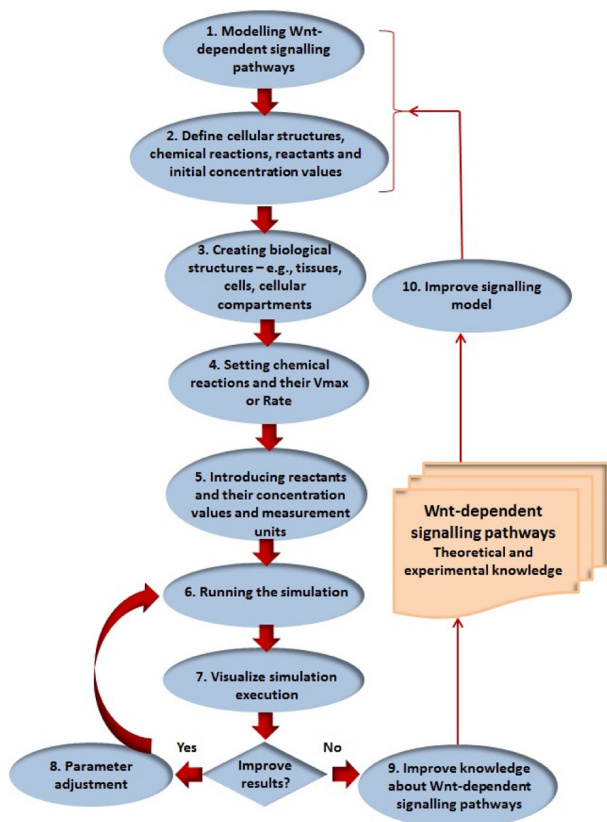 1. Modelling Wnt-
dependent signalling
pathways
2. Define cellular structures,
chemical reactions, reactants and
initial concentration values
3. Creating biological
structures – e.g., tissues,
cells, cellular
compartments
10. Improve signalling
model
4. Setting chemical
reactions and their Vmax
or Rate
5. Introducing reactants
and their concentration
values and measurement
units
Wnt-dependent
signalling pathways
Theoretical and
experimental knowledge
6. Running the simulation
7. Visualize simulation
execution
Improve
results?
Yes
No
8. Parameter
adjustment
9. Improve knowledge
about Wnt-dependent
signalling pathways